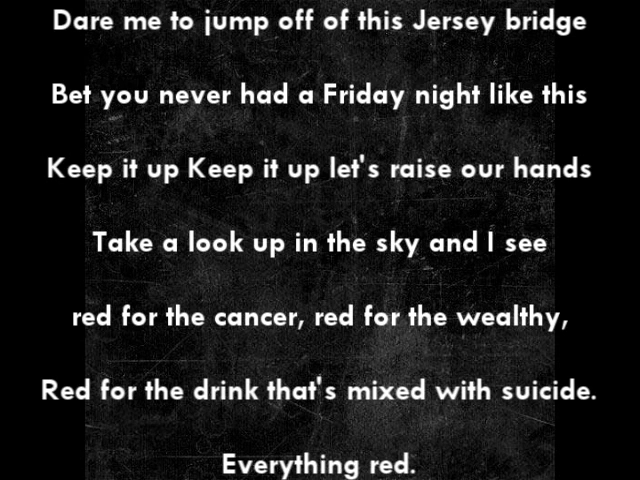 Dare me to jump off of this Jersey bridge
Bet you never had a Friday night like this
Keep it up Keep it up let's raise our hands
Take a look up in the sky and I see
red for the cancer, red for the wealthy,
Red for the drink that's mixed with suicide.
Everything red.